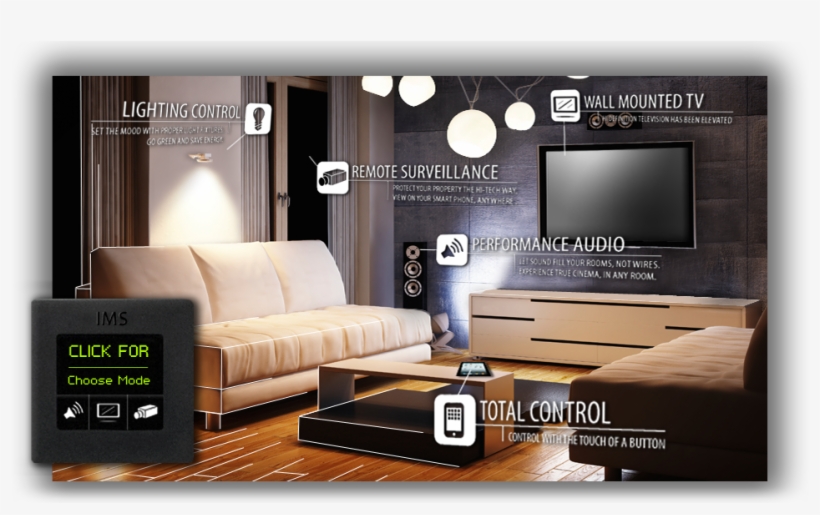 LIGHTING CONTROL
SET THE MOOD WITH PROPER LIGHT
GO GREEN AND SAVE ENERGY
WALL MOUNTED TV
TELEVISION HAS BEEN ELEVATED
REMOTE SURVEILLANCE
PROTECT YOUR PROPERTY THE HI-TECH WAY.
VIEW ON YOUR SMART PHONE, ANYWHERE
PERFORMANCE AUDIO
LET SOUND FILL YOUR ROOMS, NOT WIRES.
EXPERIENCE TRUE CINEMA, IN ANY ROOM.
IMS
CLICK FOR
Choose Mode
TOTAL CONTROL
CONTROL WITH THE TOUCH OF A BUTTON